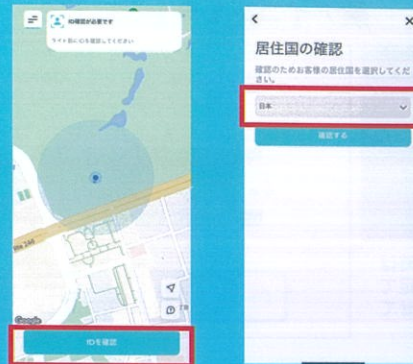 ID確認が必要です
ライド前にIDを確認してください
Google
IDを確認
居住国の確認
確認のためお客様の居住国を選択してくだ
さい。
日本
確認する